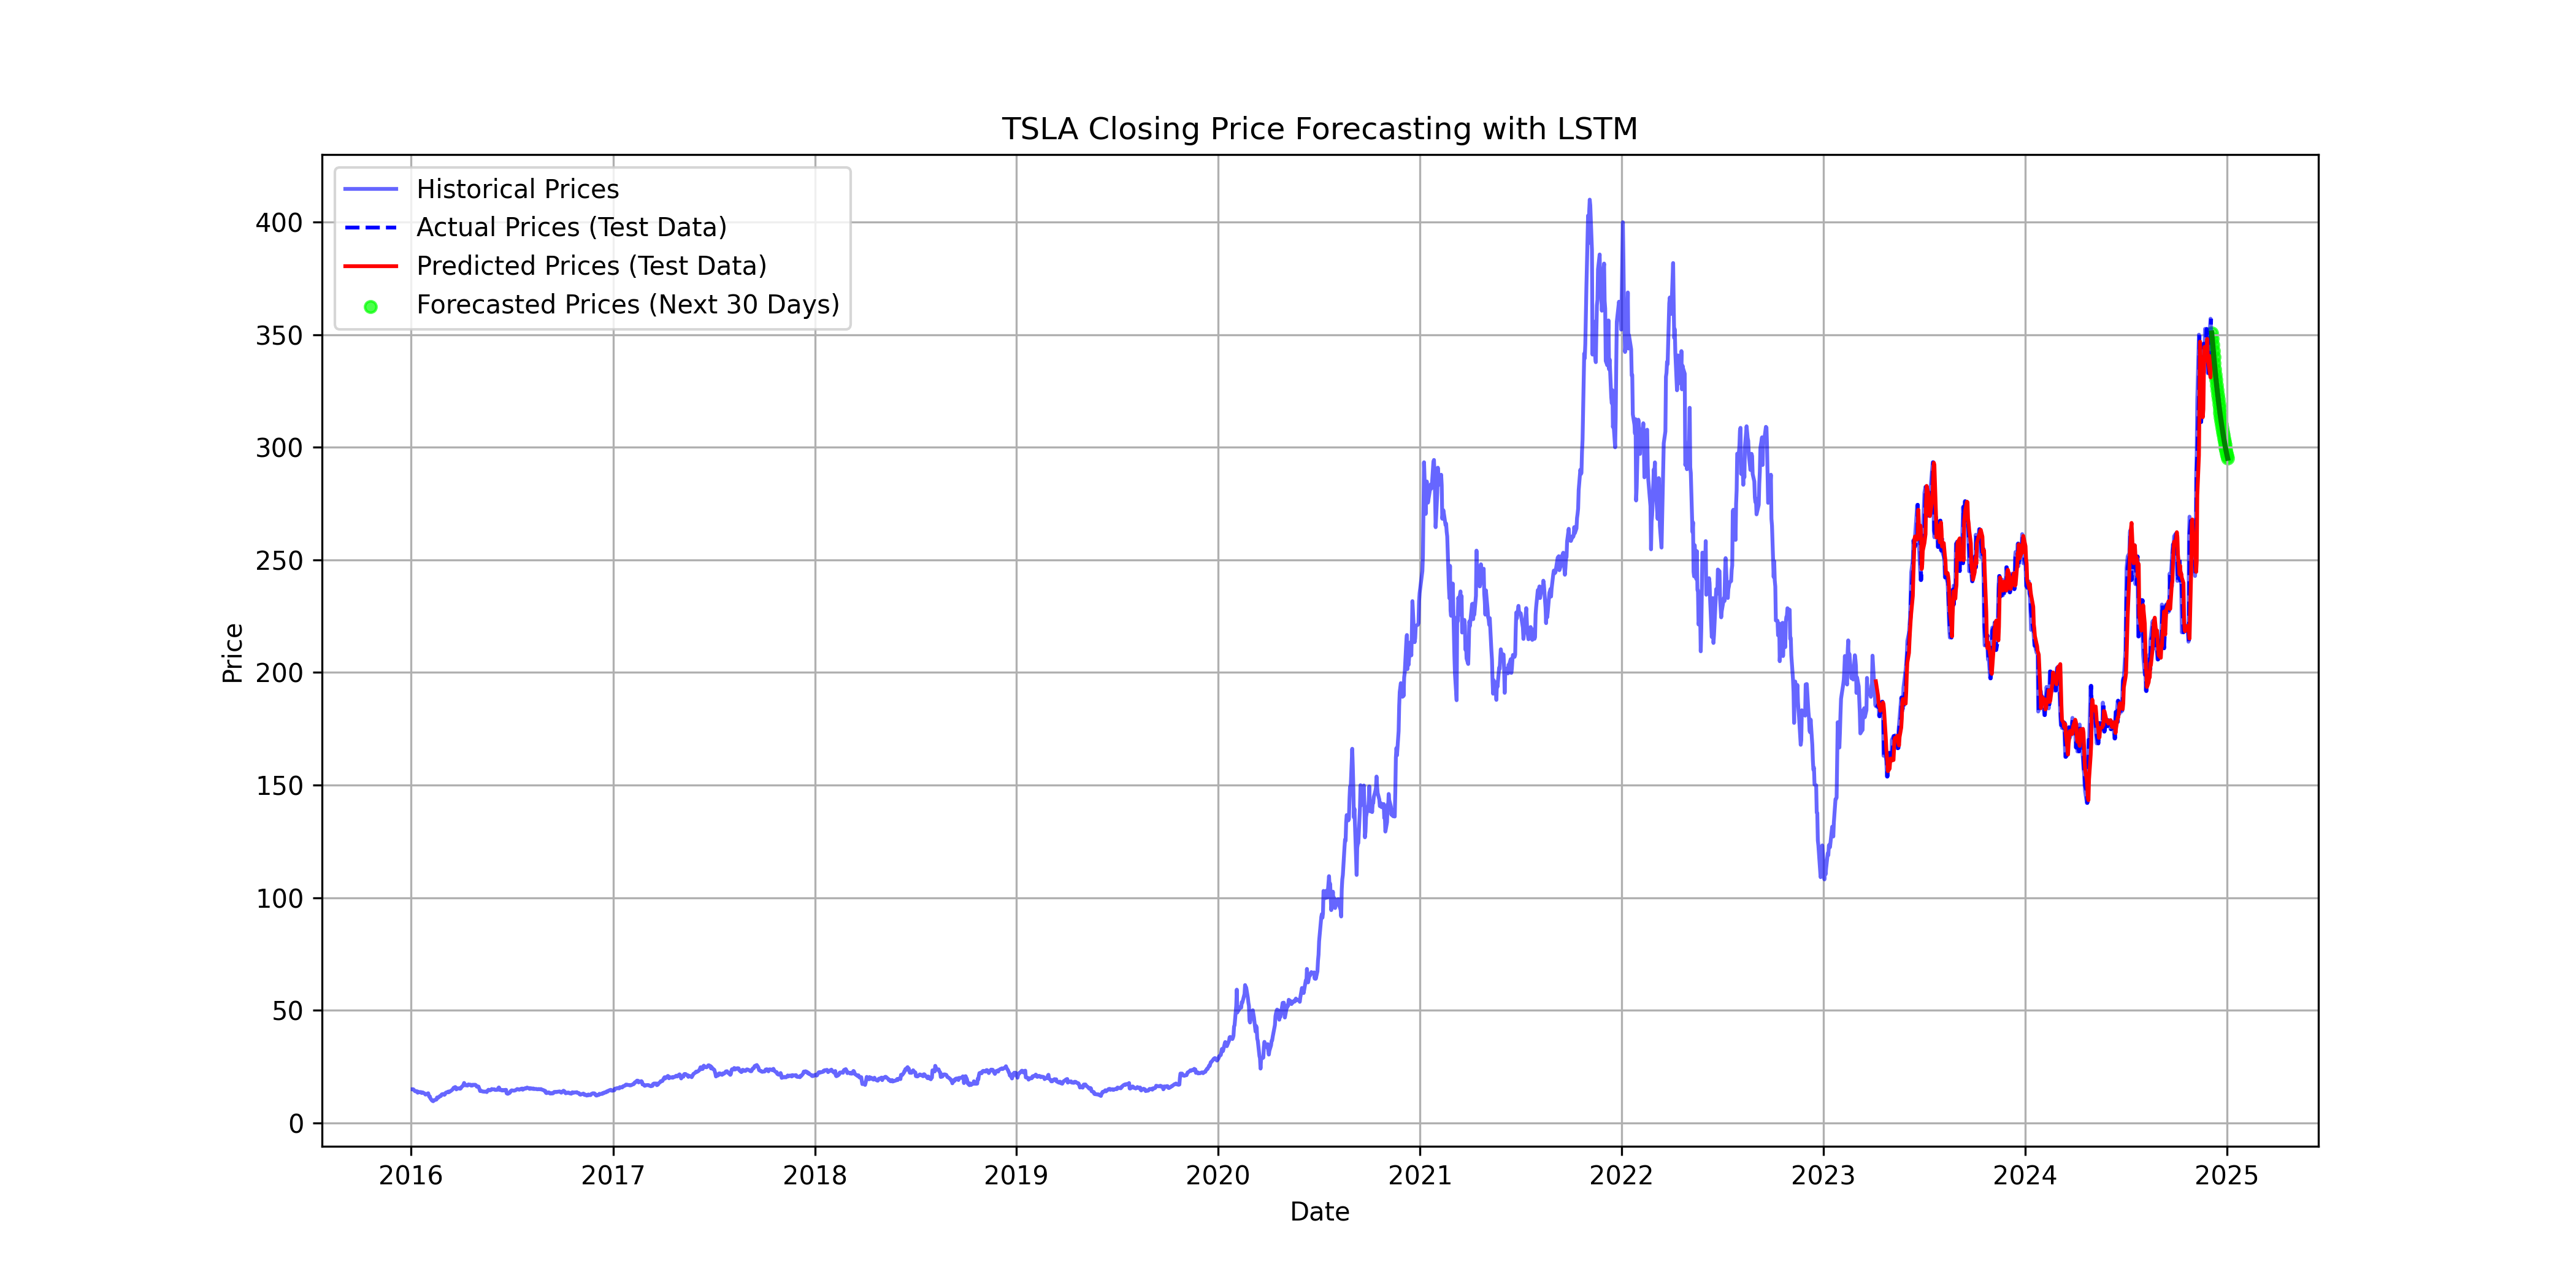 TSLA Closing Price Forecasting with LSTM
Historical Prices
Actual Prices (Test Data)
Predicted Prices (Test Data)
Forecasted Prices (Next 30 Days)
400
350
300
250
200
150
100
50
0
Price
2016 2017 2018 2019 2020 2021 2022 2023 2024 2025
Date